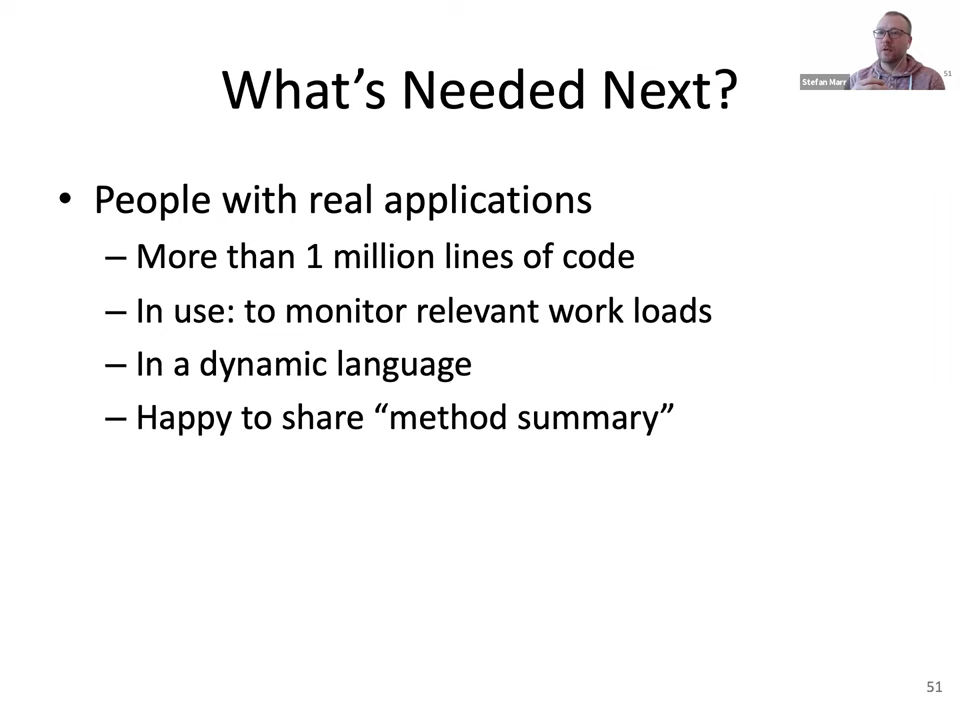 What’s Needed Next?
Stefan Marr
51
• People with real applications
– More than 1 million lines of code
– In use: to monitor relevant work loads
– In a dynamic language
– Happy to share “method summary”
51